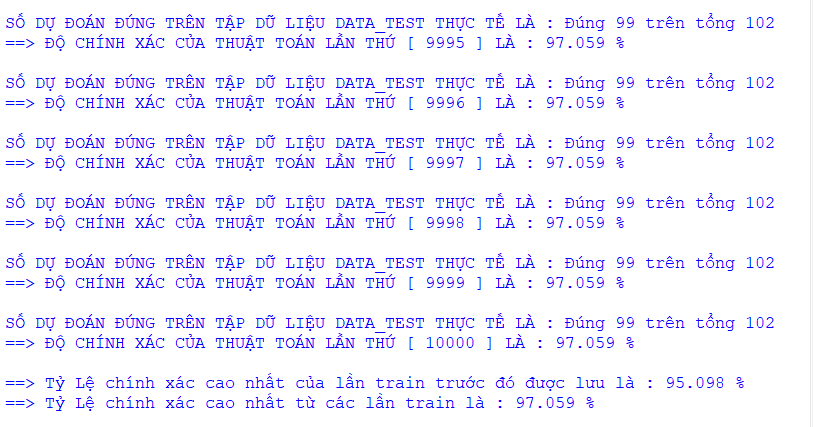 SỐ DỰ ĐOÁN ĐÚNG TRÊN TẬP DỮ LIỆU DATA_TEST THỰC TẾ LÀ : Đúng 99 trên tổng 102
==> ĐỘ CHÍNH XÁC CỦA THUẬT TOÁN LẦN THỨ [ 9995 ] LÀ : 97.059 %
SỐ DỰ ĐOÁN ĐÚNG TRÊN TẬP DỮ LIỆU DATA_TEST THỰC TẾ LÀ : Đúng 99 trên tổng 102
==> ĐỘ CHÍNH XÁC CỦA THUẬT TOÁN LẦN THỨ [ 9996 ] LÀ : 97.059 %
SỐ DỰ ĐOÁN ĐÚNG TRÊN TẬP DỮ LIỆU DATA_TEST THỰC TẾ LÀ : Đúng 99 trên tổng 102
==> ĐỘ CHÍNH XÁC CỦA THUẬT TOÁN LẦN THỨ [ 9997 ] LÀ : 97.059 %
SỐ DỰ ĐOÁN ĐÚNG TRÊN TẬP DỮ LIỆU DATA_TEST THỰC TẾ LÀ : Đúng 99 trên tổng 102
==> ĐỘ CHÍNH XÁC CỦA THUẬT TOÁN LẦN THỨ [ 9998 ] LÀ : 97.059 %
SỐ DỰ ĐOÁN ĐÚNG TRÊN TẬP DỮ LIỆU DATA_TEST THỰC TẾ LÀ : Đúng 99 trên tổng 102
==> ĐỘ CHÍNH XÁC CỦA THUẬT TOÁN LẦN THỨ [ 9999 ] LÀ : 97.059 %
SỐ DỰ ĐOÁN ĐÚNG TRÊN TẬP DỮ LIỆU DATA_TEST THỰC TẾ LÀ : Đúng 99 trên tổng 102
==> ĐỘ CHÍNH XÁC CỦA THUẬT TOÁN LẦN THỨ [ 10000 ] LÀ : 97.059 %
==> Tỷ Lệ chính xác cao nhất của lần train trước đó được lưu là : 95.098 %
==> Tỷ Lệ chính xác cao nhất từ các lần train là : 97.059 %